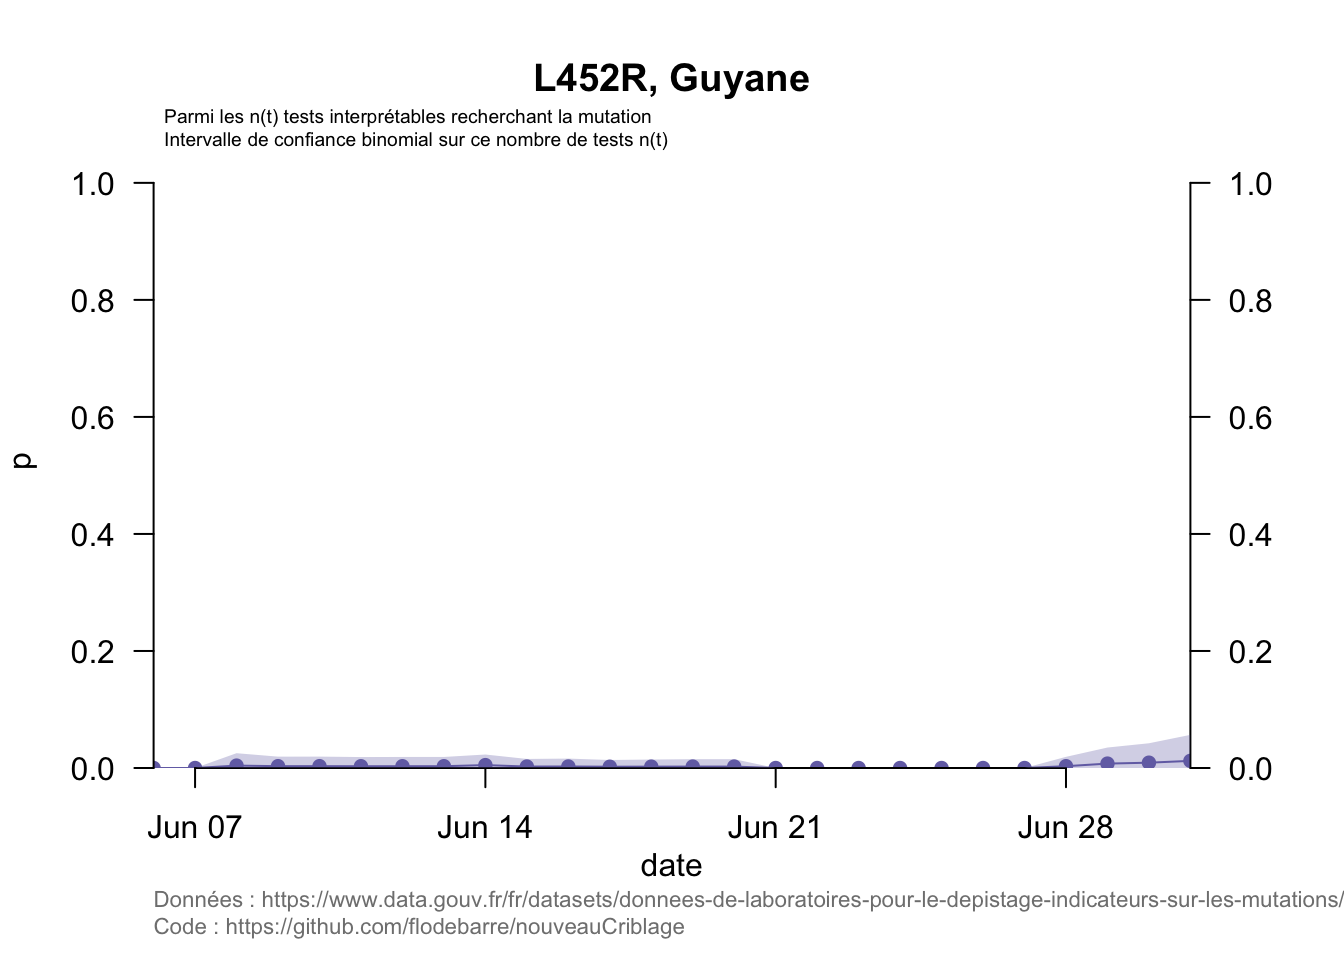 L452R, Guyane
Parmi les n(t) tests interprétables recherchant la mutation
Intervalle de confiance binomial sur ce nombre de tests n(t)
1.0
0.8
0.6
0.4
0.2
0.0
p
1.0
0.8
0.6
0.4
0.2
0.0
Jun 07 Jun 14 Jun 21 Jun 28
date
Données : https://www.data.gouv.fr/fr/datasets/donnees-de-laboratoires-pour-le-depistage-indicateurs-sur-les-mutations/
Code : https://github.com/flodebarre/nouveauCriblage